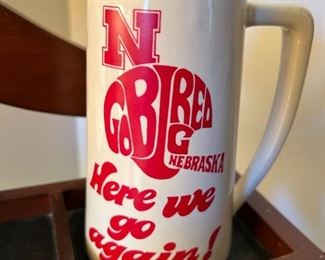 N
GO BIG RED
NEBRASKA
Here we
go
again!